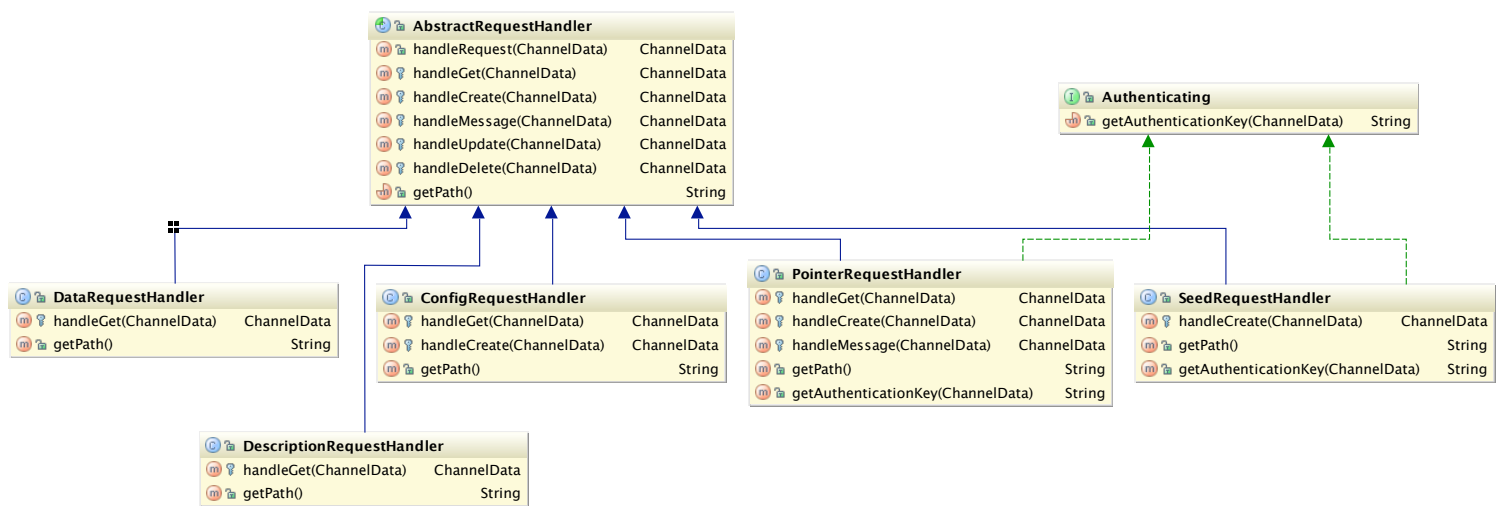 AbstractRequestHandler
handleRequest(ChannelData) ChannelData
handleGet(ChannelData) ChannelData
handleCreate(ChannelData) ChannelData
handleMessage(ChannelData) ChannelData
handleUpdate(ChannelData) ChannelData
handleDelete(ChannelData) ChannelData
getPath() String
Authenticating
getAuthenticationKey(ChannelData) String
DataRequestHandler
handleGet(ChannelData) ChannelData
getPath() String
ConfigRequestHandler
handleGet(ChannelData) ChannelData
handleCreate(ChannelData) ChannelData
getPath() String
PointerRequestHandler
handleGet(ChannelData) ChannelData
handleCreate(ChannelData) ChannelData
handleMessage(ChannelData) ChannelData
getPath() String
getAuthenticationKey(ChannelData) String
SeedRequestHandler
handleCreate(ChannelData) ChannelData
getPath() String
getAuthenticationKey(ChannelData) String
DescriptionRequestHandler
handleGet(ChannelData) ChannelData
getPath() String